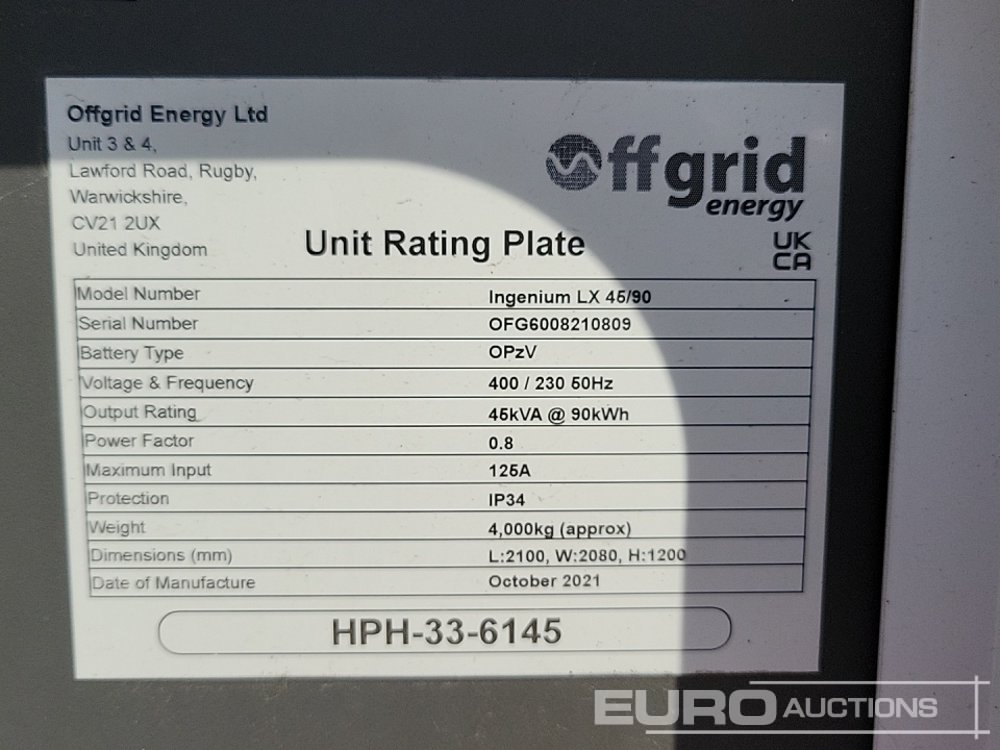 Offgrid Energy Ltd
Unit 3 & 4,
Lawford Road, Rugby,
Warwickshire,
CV21 2UX
United Kingdom
Offgrid
energy
UK
CA
Unit Rating Plate
Model Number Ingenium LX 45/90
Serial Number OFG6008210809
Battery Type OPzV
Voltage & Frequency 400 / 230 50Hz
Output Rating 45kVA @ 90kWh
Power Factor 0.8
Maximum Input 125A
Protection IP34
Weight 4,000kg (approx)
Dimensions (mm) L:2100, W:2080, H:1200
Date of Manufacture October 2021
HPH-33-6145
EURO AUCTIONS